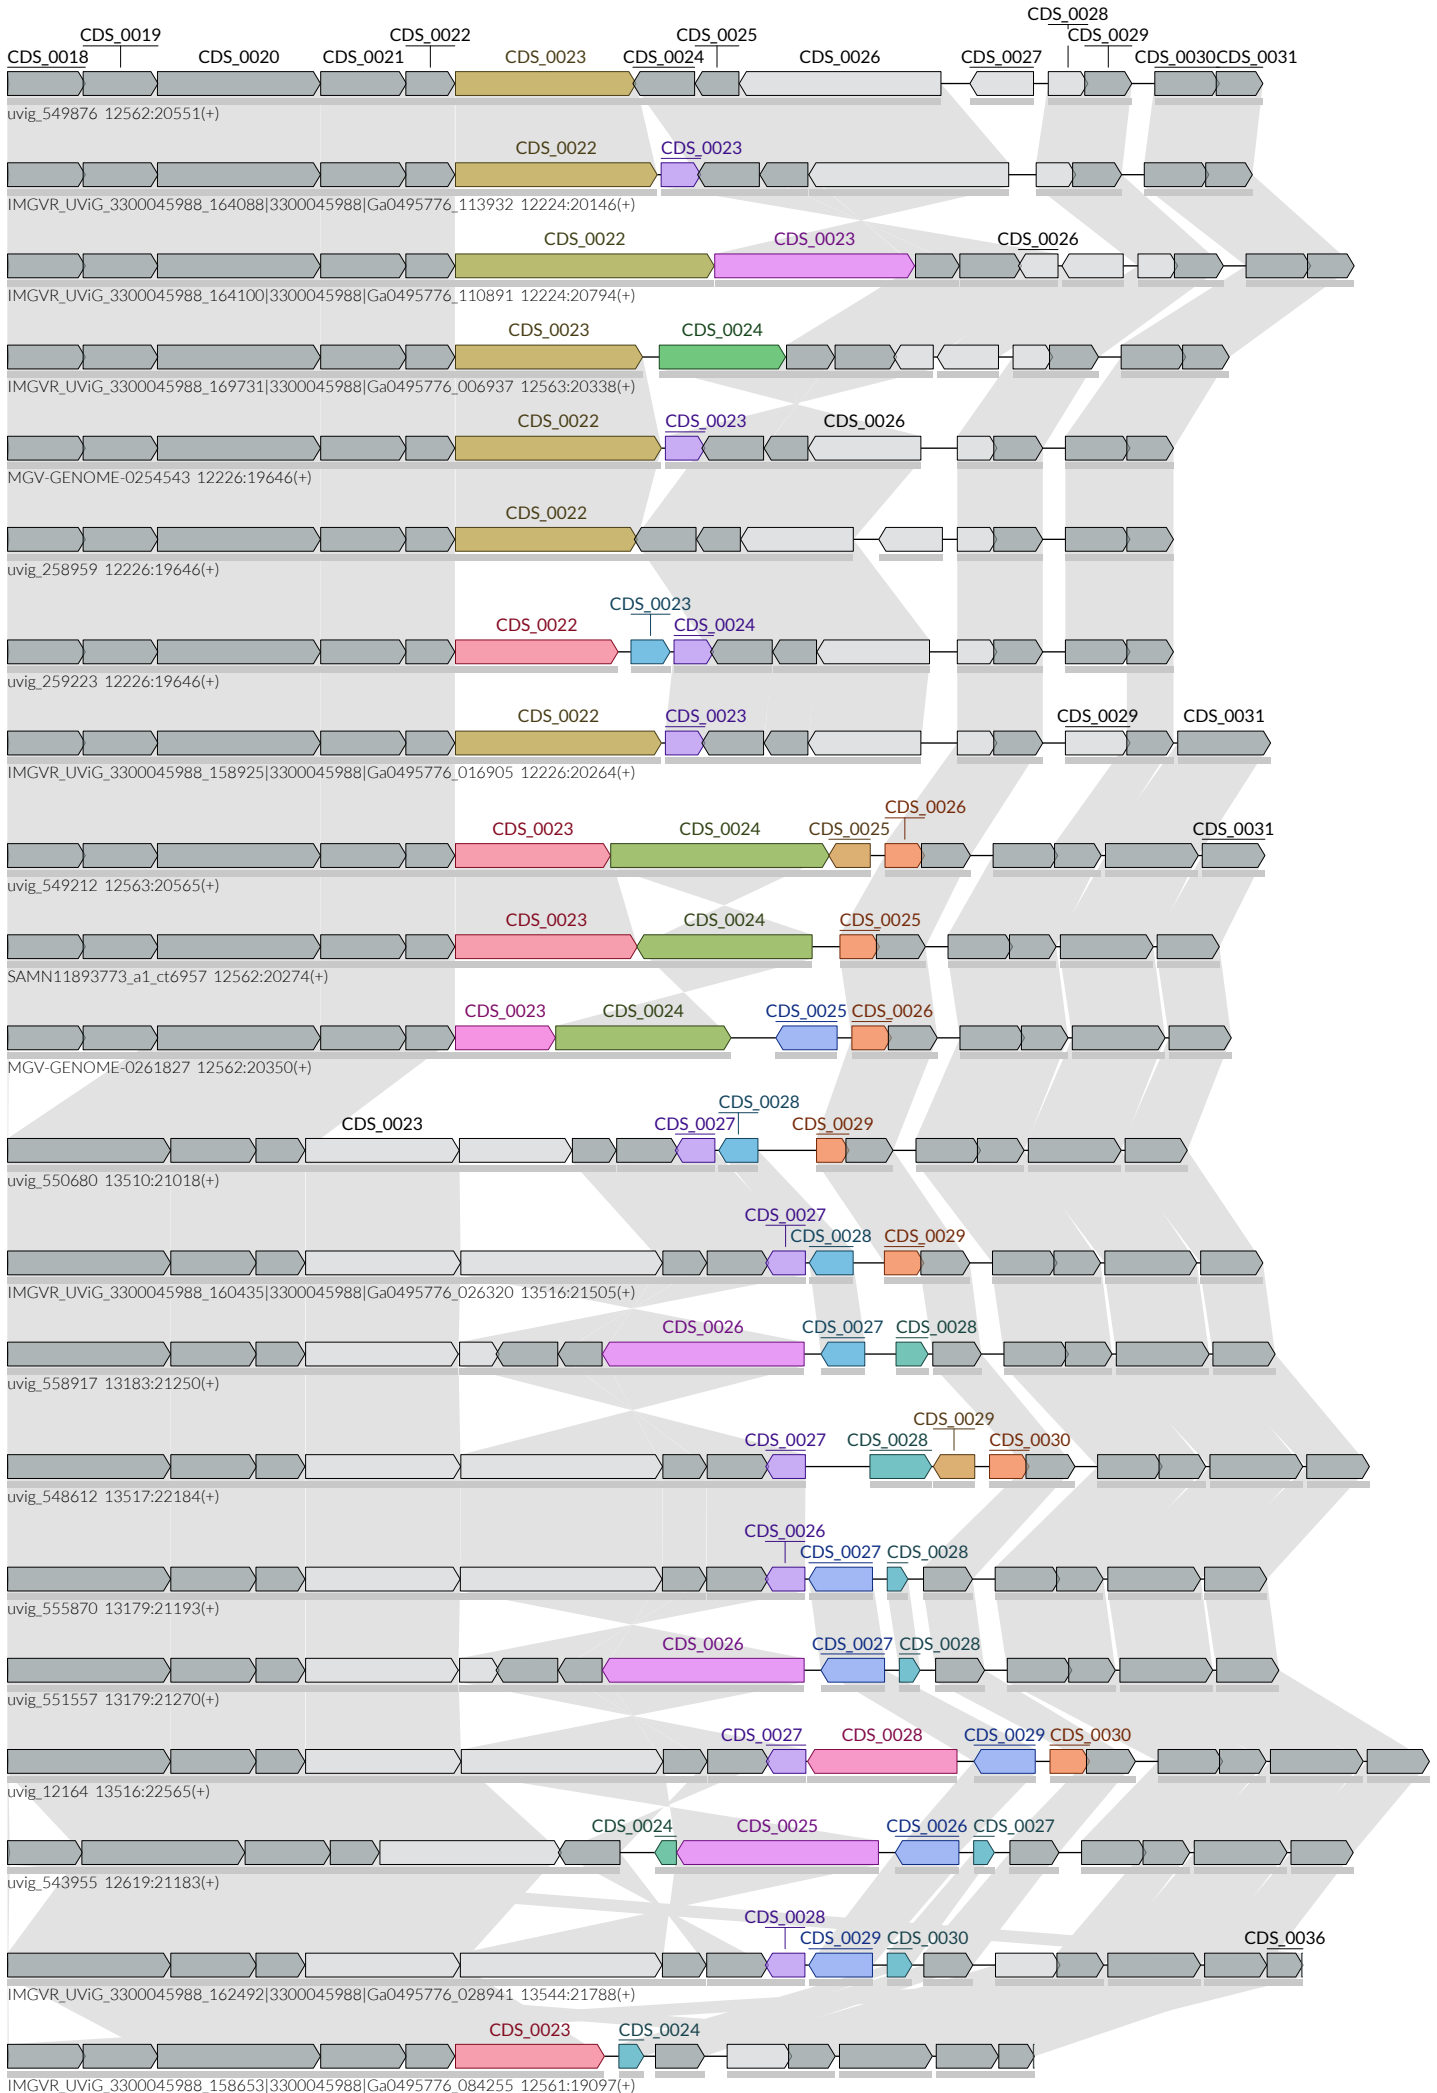 CDS_0028
CDS_0019 CDS_0022 CDS_0025 CDS_0029
CDS_0018 CDS_0020 CDS_0021 CDS_0023 CDS_0024 CDS_0026 CDS_0027 CDS_0030 CDS_0031
uvig_549876 12562:20551(+)
CDS_0022 CDS_0023
IMGVR_UViG_3300045988_164088|3300045988|Ga0495776_113932 12224:20146(+)
CDS_0022 CDS_0023 CDS_0026
IMGVR_UViG_3300045988_164100|3300045988|Ga0495776_110891 12224:20794(+)
CDS_0023 CDS_0024
IMGVR_UViG_3300045988_169731|3300045988|Ga0495776_006937 12563:20338(+)
CDS_0022 CDS_0023 CDS_0026
MGV-GENOME-0254543 12226:19646(+)
CDS_0022
uvig_258959 12226:19646(+)
CDS_0023
CDS_0022 CDS_0024
uvig_259223 12226:19646(+)
CDS_0022 CDS_0023 CDS_0029 CDS_0031
IMGVR_UViG_3300045988_158925|3300045988|Ga0495776_016905 12226:20264(+)
CDS_0026
CDS_0023 CDS_0024 CDS_0025 CDS_0031
uvig_549212 12563:20565(+)
CDS_0023 CDS_0024 CDS_0025
SAMN11893773_a1_ct6957 12562:20274(+)
CDS_0023 CDS_0024 CDS_0025 CDS_0026
MGV-GENOME-0261827 12562:20350(+)
CDS_0028
CDS_0023 CDS_0027 CDS_0029
uvig_550680 13510:21018(+)
CDS_0027
CDS_0028 CDS_0029
IMGVR_UViG_3300045988_160435|3300045988|Ga0495776_026320 13516:21505(+)
CDS_0026 CDS_0027 CDS_0028
uvig_558917 13183:21250(+)
CDS_0029
CDS_0027 CDS_0028 CDS_0030
uvig_548612 13517:22184(+)
CDS_0026
CDS_0027 CDS_0028
uvig_555870 13179:21193(+)
CDS_0026 CDS_0027 CDS_0028
uvig_551557 13179:21270(+)
CDS_0027 CDS_0028 CDS_0029 CDS_0030
uvig_12164 13516:22565(+)
CDS_0024 CDS_0025 CDS_0026 CDS_0027
uvig_543955 12619:21183(+)
CDS_0028
CDS_0029 CDS_0030 CDS_0036
IMGVR_UViG_3300045988_162492|3300045988|Ga0495776_028941 13544:21788(+)
CDS_0023 CDS_0024
IMGVR_UViG_3300045988_158653|3300045988|Ga0495776_084255 12561:19097(+)